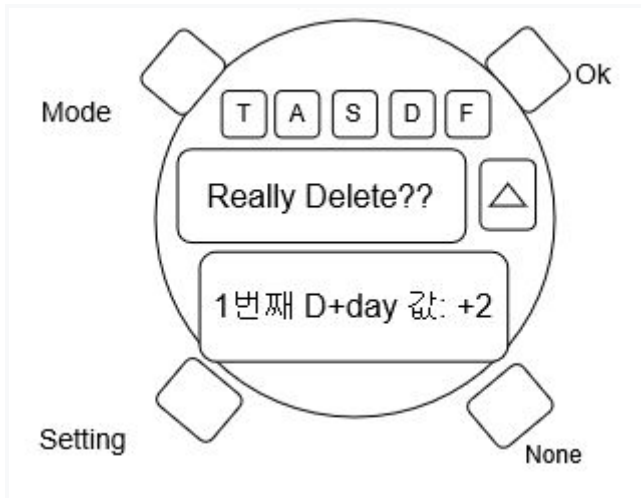 Mode
Ok
T A S D F
Really Delete??
1번째 D+day 값: +2
Setting
None